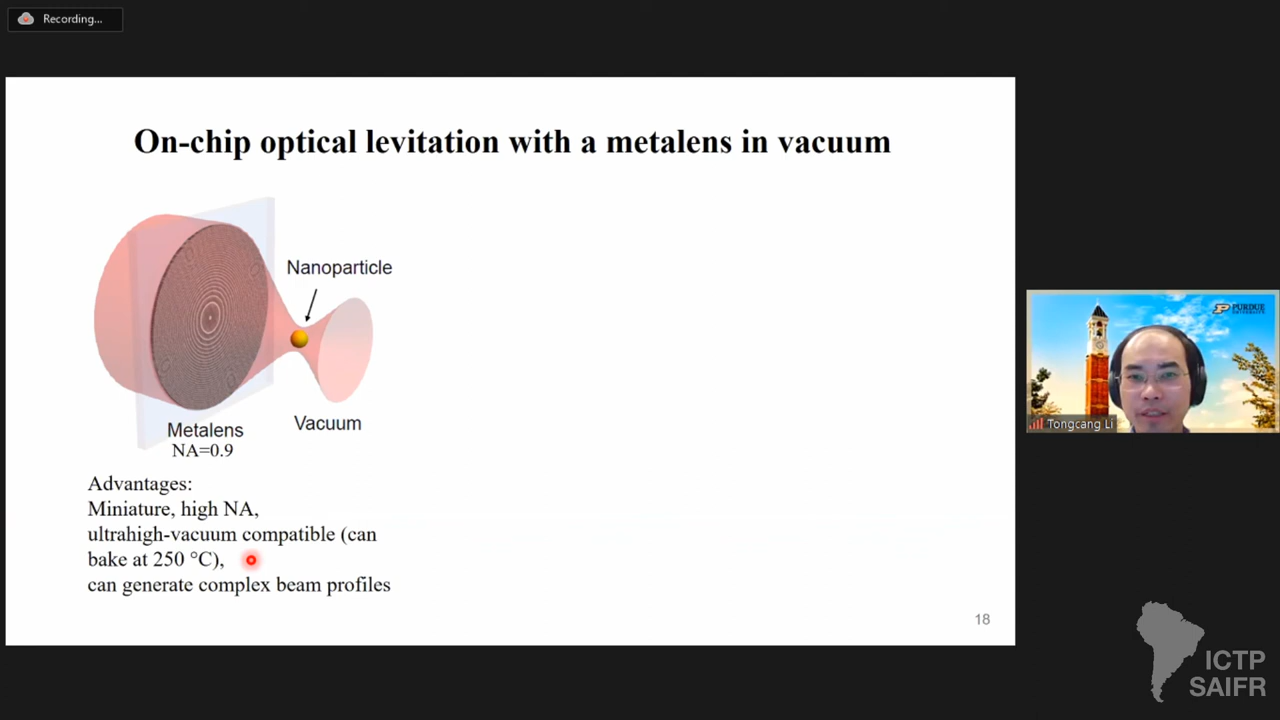 Recording...
On-chip optical levitation with a metalens in vacuum
Nanoparticle
Metalens
NA=0.9
Vacuum
Advantages:
Miniature, high NA,
ultrahigh-vacuum compatible (can
bake at 250 °C),
can generate complex beam profiles
18
PURDUE
UNIVERSITY
Tongcang Li
ICTP
SAIFR